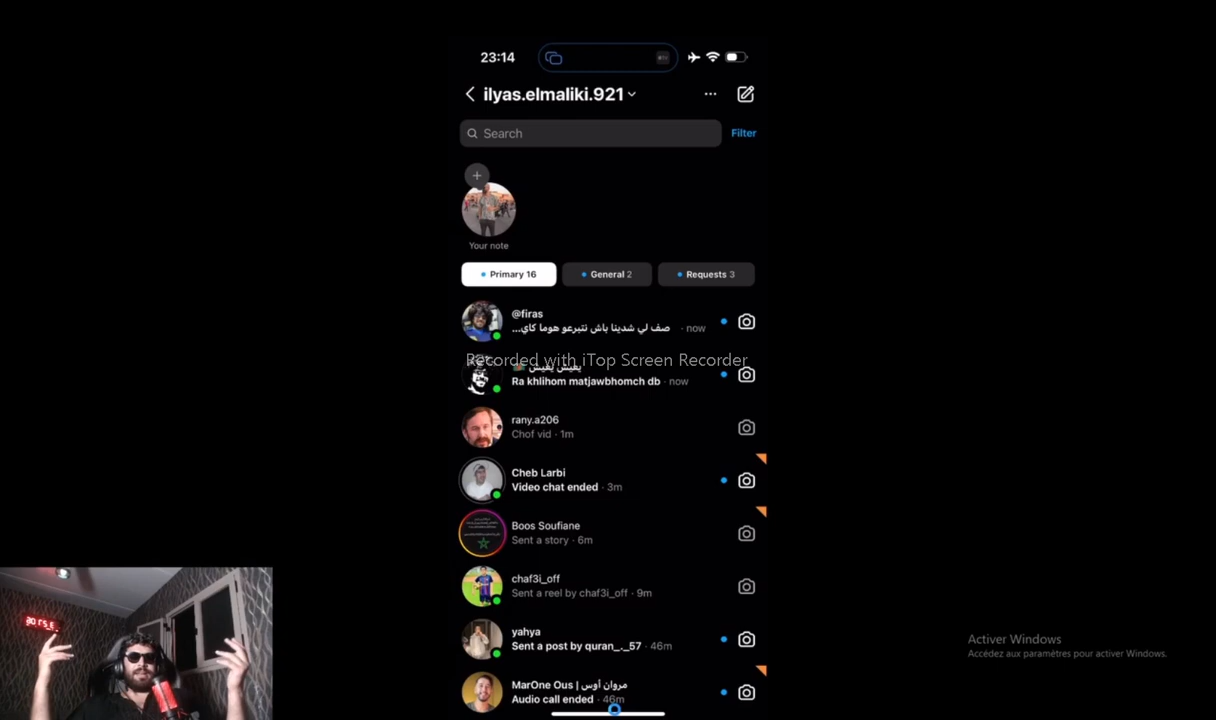 23:14
ilyas.elmaliki.921
Search
Filter
Your note
Primary 16
General 2
Requests 3
@firas
صف لي شدينا باش نتبرعو هوما كاي... · now
يفيش يفيش
Recorded with iTop Screen Recorder
Ra khlihom matjawbhomch db · now
rany.a206
Chof vid · 1m
Cheb Larbi
Video chat ended · 3m
Boos Soufiane
Sent a story · 6m
chaf3i_off
Sent a reel by chaf3i_off · 9m
yahya
Sent a post by quran_._57 · 46m
MarOne Ous | مروان أوس
Audio call ended · 46m
Activer Windows
Accédez aux paramètres pour activer Windows.